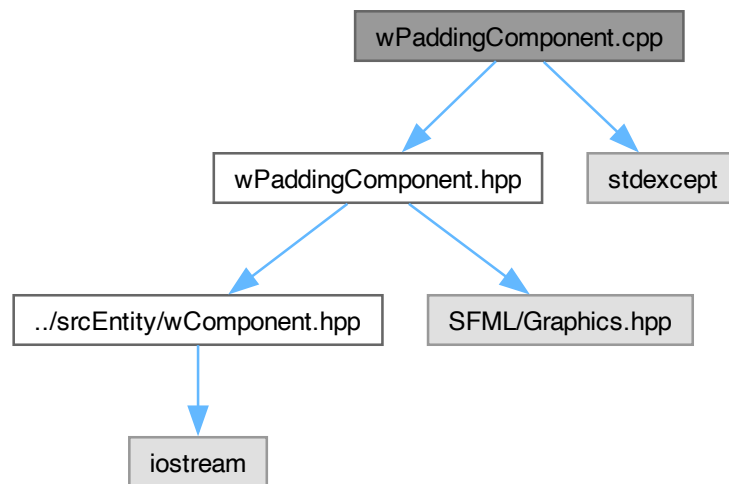 wPaddingComponent.cpp
wPaddingComponent.hpp
stdexcept
../srcEntity/wComponent.hpp
SFML/Graphics.hpp
iostream